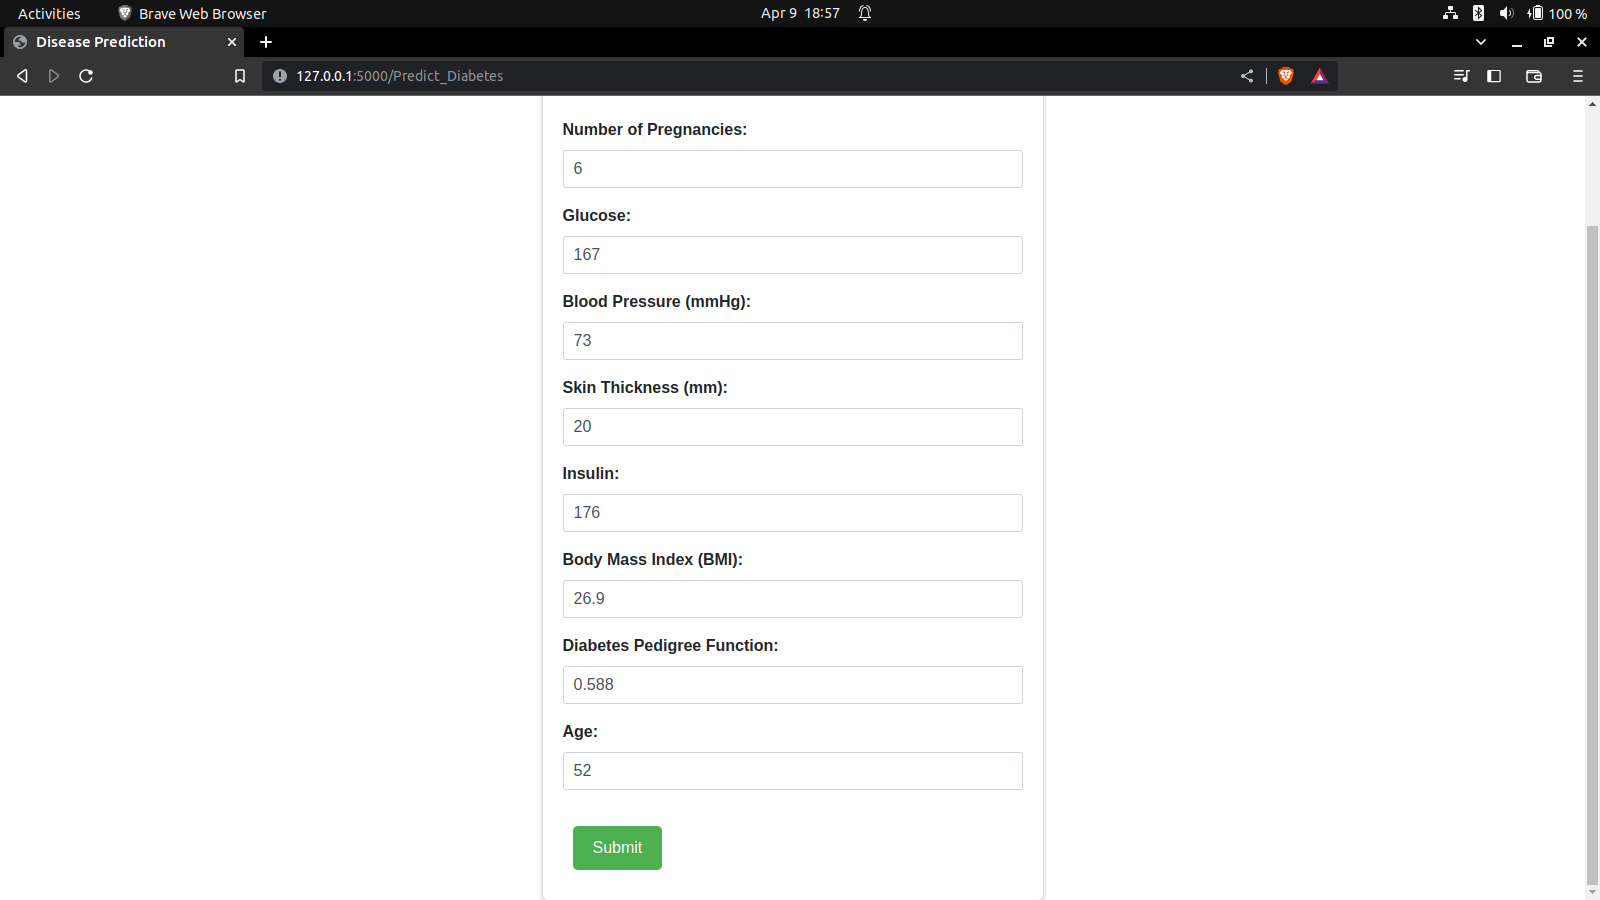 Activities Brave Web Browser Apr 9 18:57 100 %
Disease Prediction
127.0.0.1:5000/Predict_Diabetes
Number of Pregnancies:
6
Glucose:
167
Blood Pressure (mmHg):
73
Skin Thickness (mm):
20
Insulin:
176
Body Mass Index (BMI):
26.9
Diabetes Pedigree Function:
0.588
Age:
52
Submit